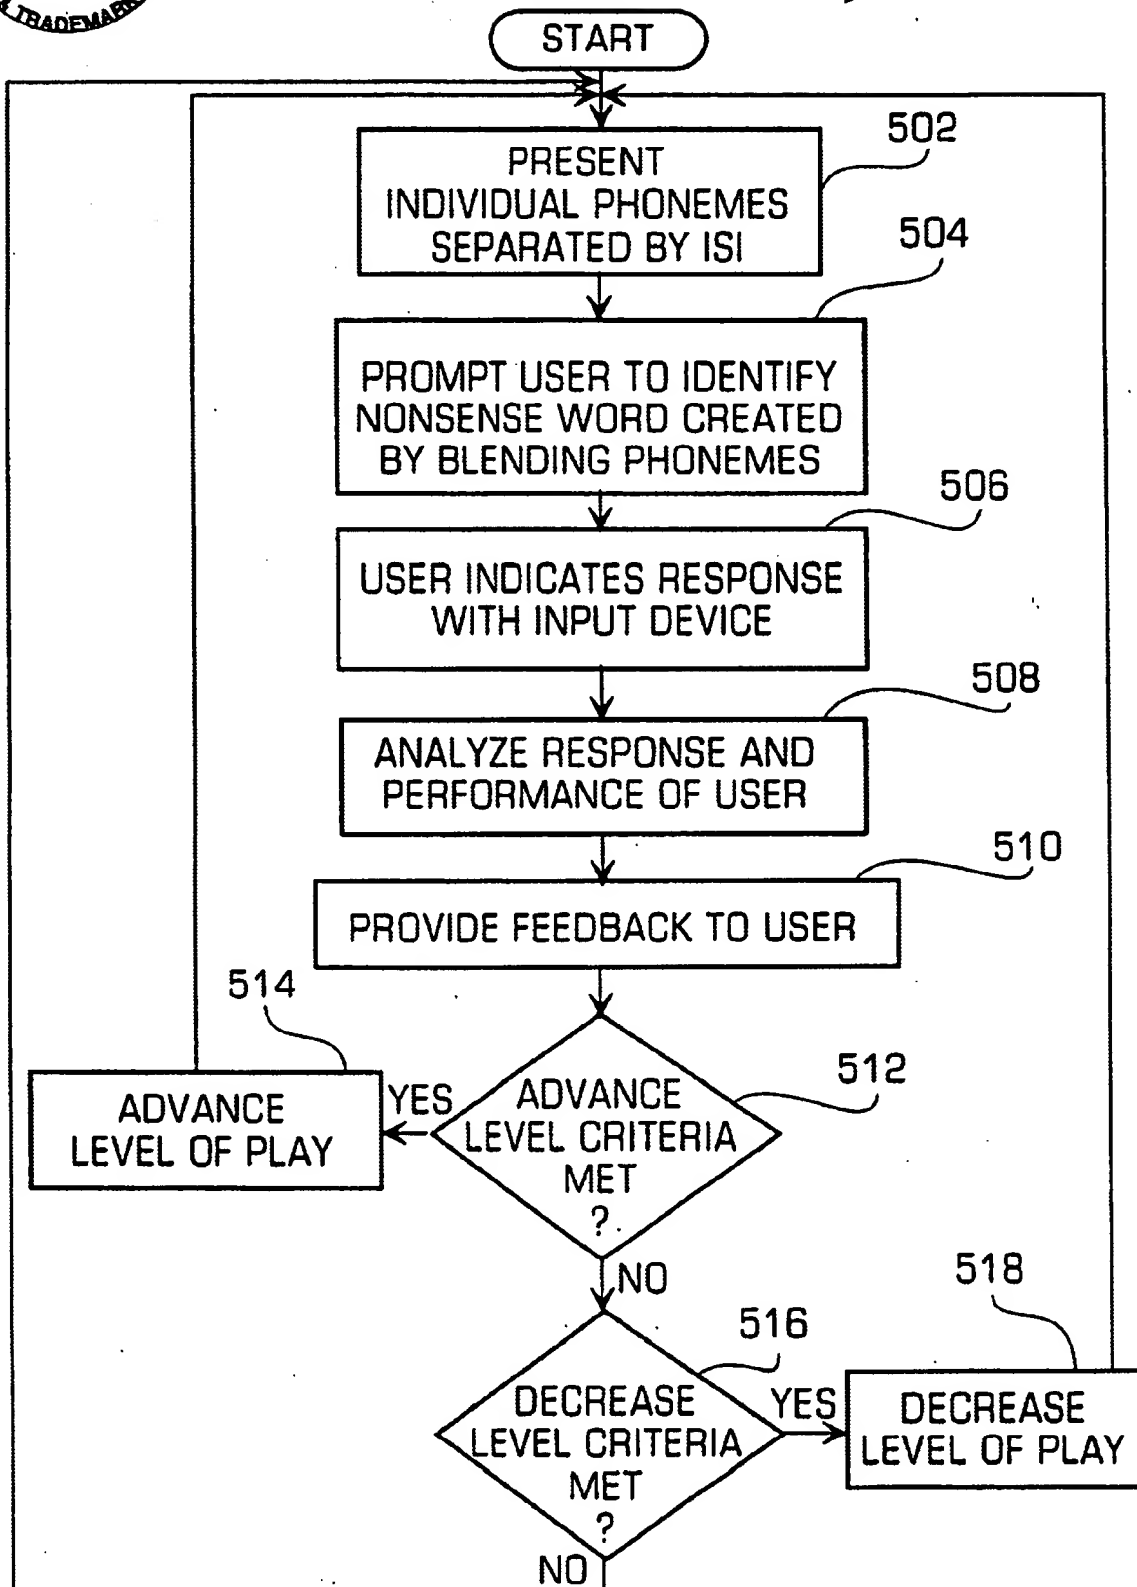 TRADEMARK
START
502
PRESENT
INDIVIDUAL PHONEMES
SEPARATED BY ISI
504
PROMPT USER TO IDENTIFY
NONSENSE WORD CREATED
BY BLENDING PHONEMES
506
USER INDICATES RESPONSE
WITH INPUT DEVICE
508
ANALYZE RESPONSE AND
PERFORMANCE OF USER
510
PROVIDE FEEDBACK TO USER
514
512
ADVANCE
LEVEL OF PLAY
YES
ADVANCE
LEVEL CRITERIA
MET
?
NO
518
516
DECREASE
LEVEL CRITERIA
MET
?
YES
DECREASE
LEVEL OF PLAY
NO